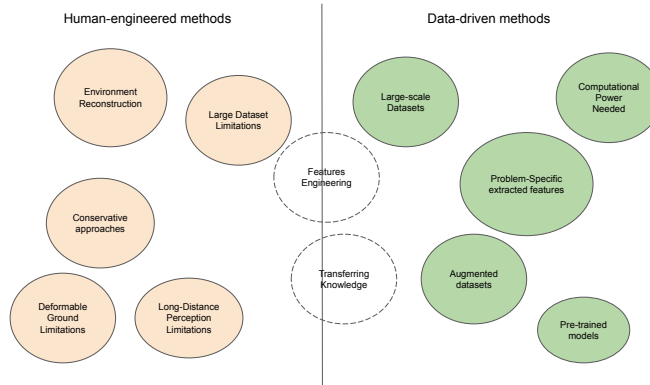 Human-engineered methods
Data-driven methods
Environment
Reconstruction
Large Dataset
Limitations
Large-scale
Datasets
Computational
Power
Needed
Features
Engineering
Problem-Specific
extracted features
Conservative
approaches
Transferring
Knowledge
Augmented
datasets
Deformable
Ground
Limitations
Long-Distance
Perception
Limitations
Pre-trained
models